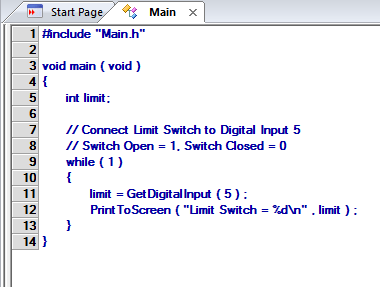 Start Page Main X
1 #include "Main.h"
2
3 void main ( void )
4 {
5 int limit;
6
7 // Connect Limit Switch to Digital Input 5
8 // Switch Open = 1, Switch Closed = 0
9 while ( 1 )
10 {
11 limit = GetDigitalInput ( 5 ) ;
12 PrintToScreen ( "Limit Switch = %d\n" , limit ) ;
13 }
14 }